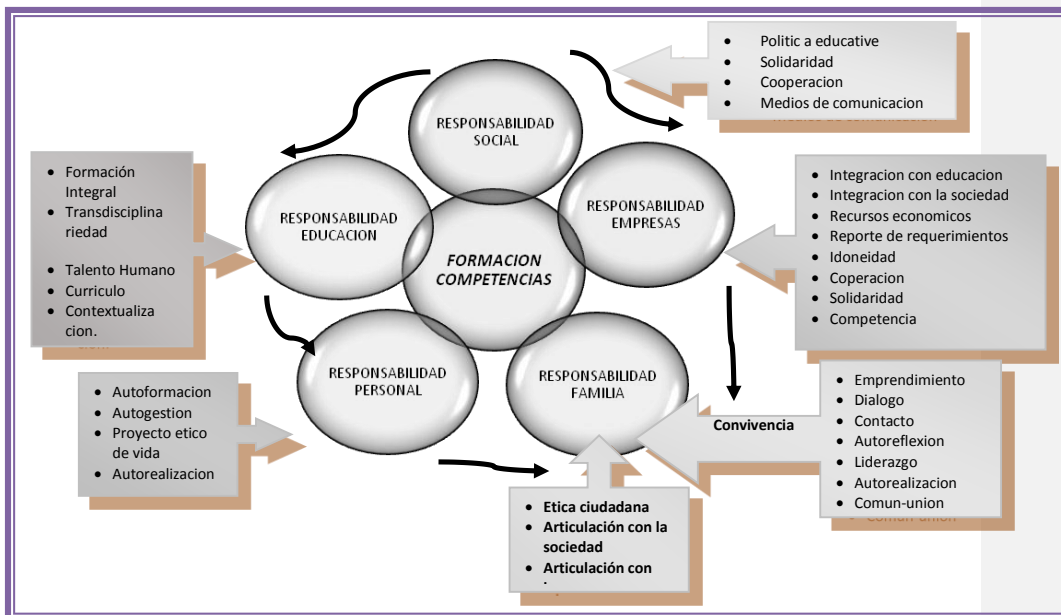 • Politic a educative
• Solidaridad
• Cooperacion
• Medios de comunicacion
RESPONSABILIDAD
SOCIAL
• Formación
Integral
• Transdisciplina
riedad
• Talento Humano
• Curriculo
• Contextualiza
cion.
RESPONSABILIDAD
EDUCACION
RESPONSABILIDAD
EMPRESAS
• Integracion con educacion
• Integracion con la sociedad
• Recursos economicos
• Reporte de requerimientos
• Idoneidad
• Coperacion
• Solidaridad
• Competencia
FORMACION
COMPETENCIAS
RESPONSABILIDAD
PERSONAL
RESPONSABILIDAD
FAMILIA
• Autoformacion
• Autogestion
• Proyecto etico
de vida
• Autorealizacion
Convivencia
• Emprendimiento
• Dialogo
• Contacto
• Autoreflexion
• Liderazgo
• Autorealizacion
• Comun-union
• Etica ciudadana
• Articulación con la
sociedad
• Articulación con